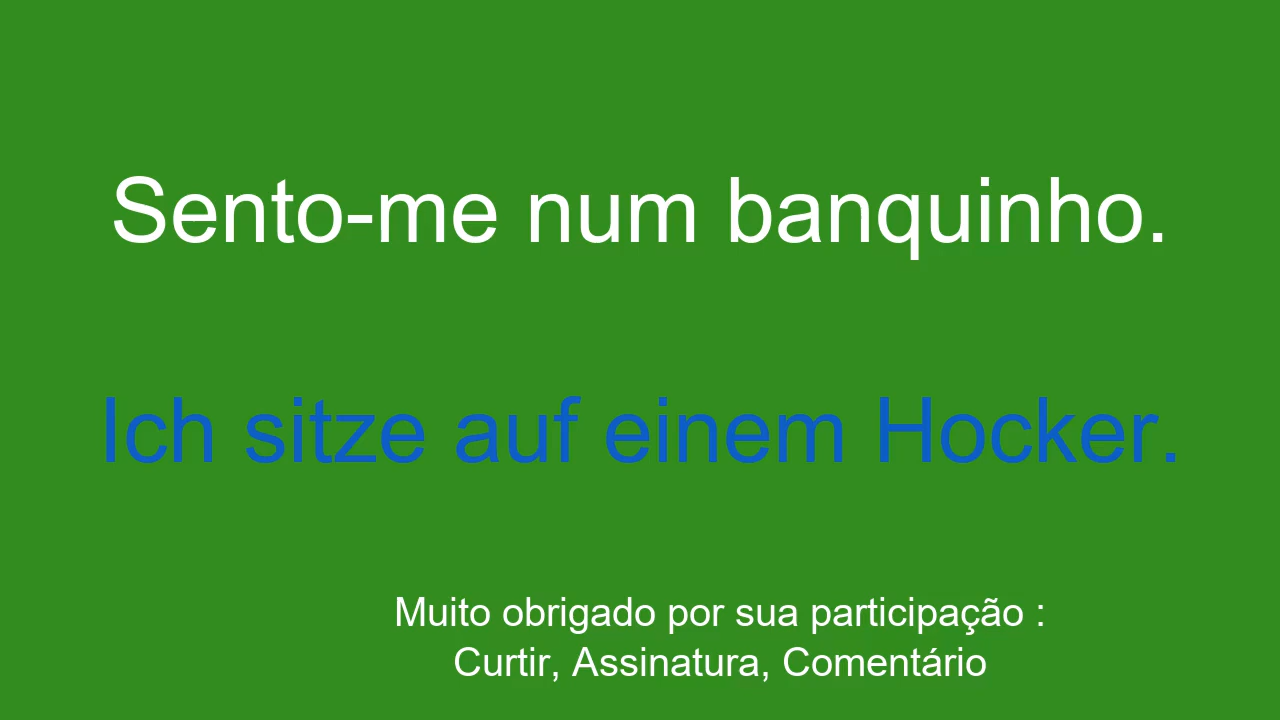 Sento-me num banquinho.
Ich sitze auf einem Hocker.
Muito obrigado por sua participação :
Curtir, Assinatura, Comentário